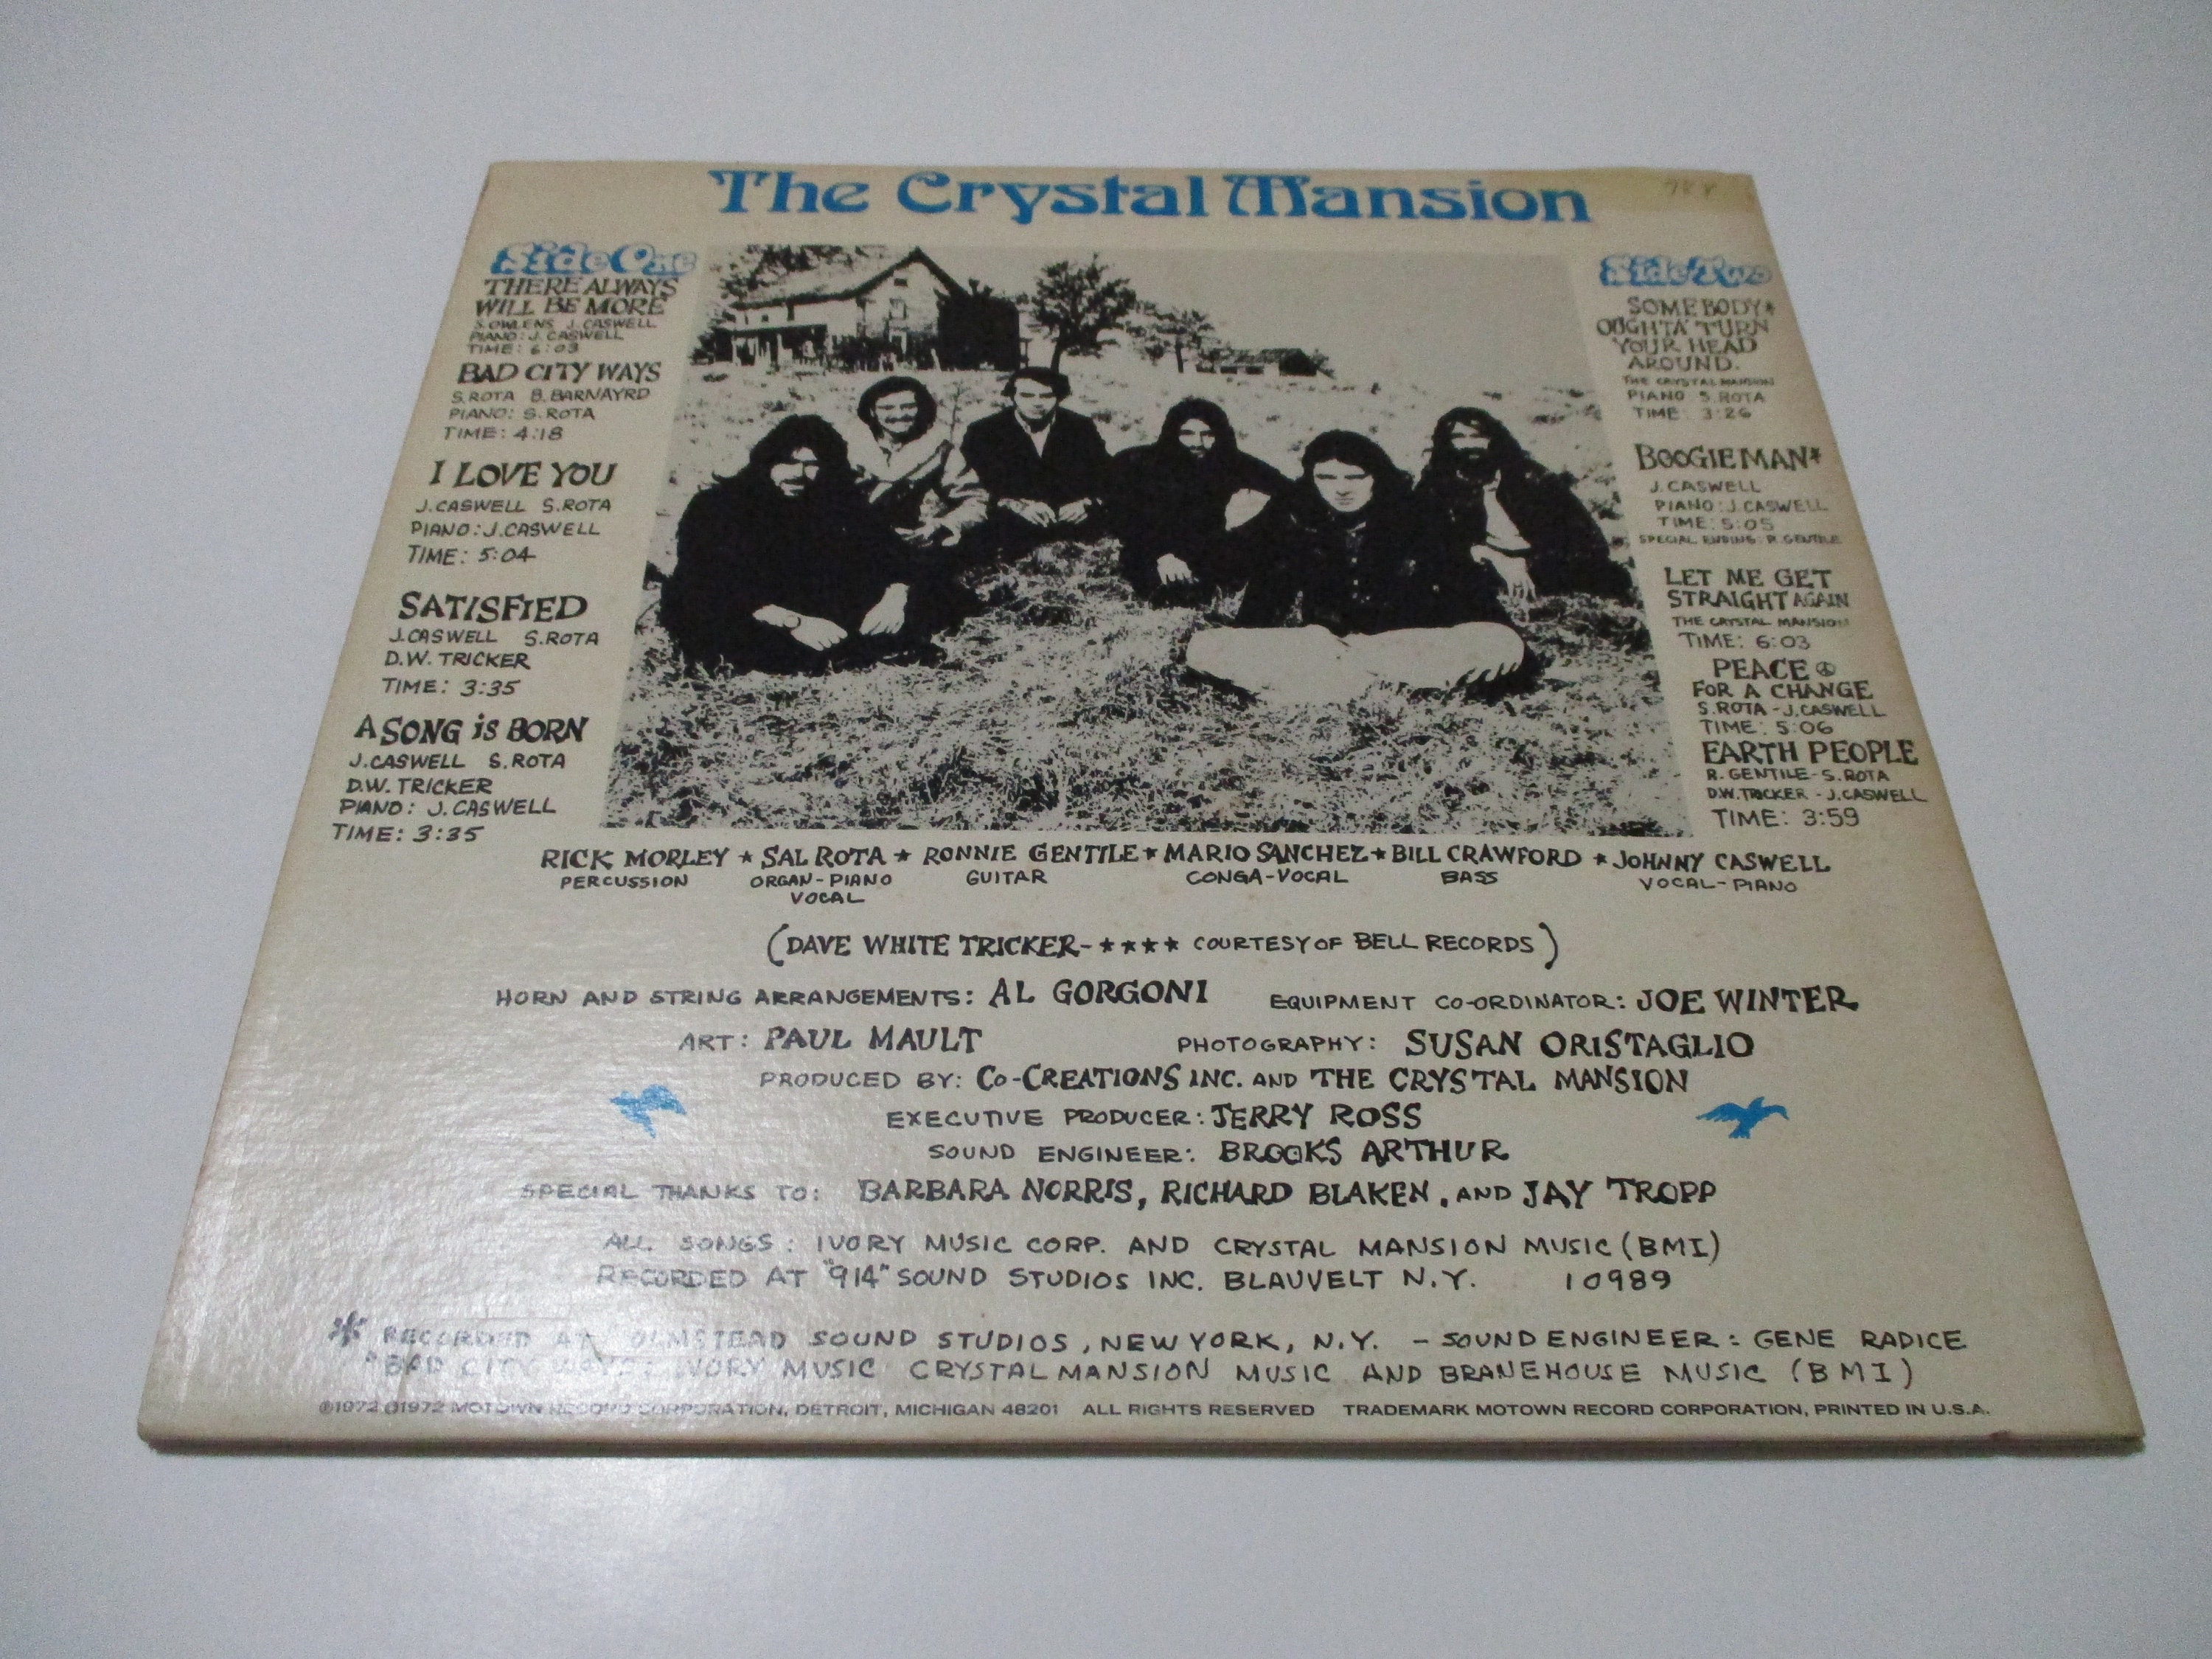 The Crystal Mansion
Side One
THERE ALWAYS
WILL BE MORE
S. OWLENS J. CASWELL
PIANO: J. CASWELL
TIME: 6:03
BAD CITY WAYS
S. ROTA B. BARNAYRD
PIANO: S. ROTA
TIME: 4:18
I LOVE YOU
J. CASWELL S. ROTA
PIANO: J. CASWELL
TIME: 5:04
SATISFIED
J. CASWELL S. ROTA
D.W. TRICKER
TIME: 3:35
A SONG iS BORN
J. CASWELL S. ROTA
D.W. TRICKER
PIANO: J. CASWELL
TIME: 3:35
Side Two
SOMEBODY*
OUGHTA' TURN
YOUR HEAD
AROUND.
THE CRYSTAL MANSION
PIANO S. ROTA
TIME 3:26
BOOGIE MAN*
J. CASWELL
PIANO: J. CASWELL
TIME: 5:05
SPECIAL ENDING: R. GENTILE
LET ME GET
STRAIGHT AGAIN
THE CRYSTAL MANSION
TIME: 6:03
PEACE ☮
FOR A CHANGE
S. ROTA - J. CASWELL
TIME: 5:06
EARTH PEOPLE
R. GENTILE - S. ROTA
D.W. TRICKER - J. CASWELL
TIME: 3:59
RICK MORLEY ★ SAL ROTA ★ RONNIE GENTILE ★ MARIO SANCHEZ ★ BILL CRAWFORD ★ JOHNNY CASWELL
PERCUSSION ORGAN-PIANO GUITAR CONGA-VOCAL BASS VOCAL-PIANO
VOCAL
(DAVE WHITE TRICKER- ★★★★ COURTESY OF BELL RECORDS)
HORN AND STRING ARRANGEMENTS: AL GORGONI EQUIPMENT CO-ORDINATOR: JOE WINTER
ART: PAUL MAULT PHOTOGRAPHY: SUSAN ORISTAGLIO
PRODUCED BY: CO-CREATIONS INC. AND THE CRYSTAL MANSION
EXECUTIVE PRODUCER: JERRY ROSS
SOUND ENGINEER: BROOKS ARTHUR
SPECIAL THANKS TO: BARBARA NORRIS, RICHARD BLAKEN, AND JAY TROPP
ALL SONGS: IVORY MUSIC CORP. AND CRYSTAL MANSION MUSIC (BMI)
RECORDED AT "914" SOUND STUDIOS INC. BLAUVELT N.Y. 10989
* RECORDED AT OLMSTEAD SOUND STUDIOS, NEW YORK, N.Y. - SOUND ENGINEER: GENE RADICE
"BAD CITY WAYS: IVORY MUSIC CRYSTAL MANSION MUSIC AND BRANEHOUSE MUSIC (BMI)
©1972 ℗1972 MOTOWN RECORD CORPORATION, DETROIT, MICHIGAN 48201 ALL RIGHTS RESERVED TRADEMARK MOTOWN RECORD CORPORATION, PRINTED IN U.S.A.